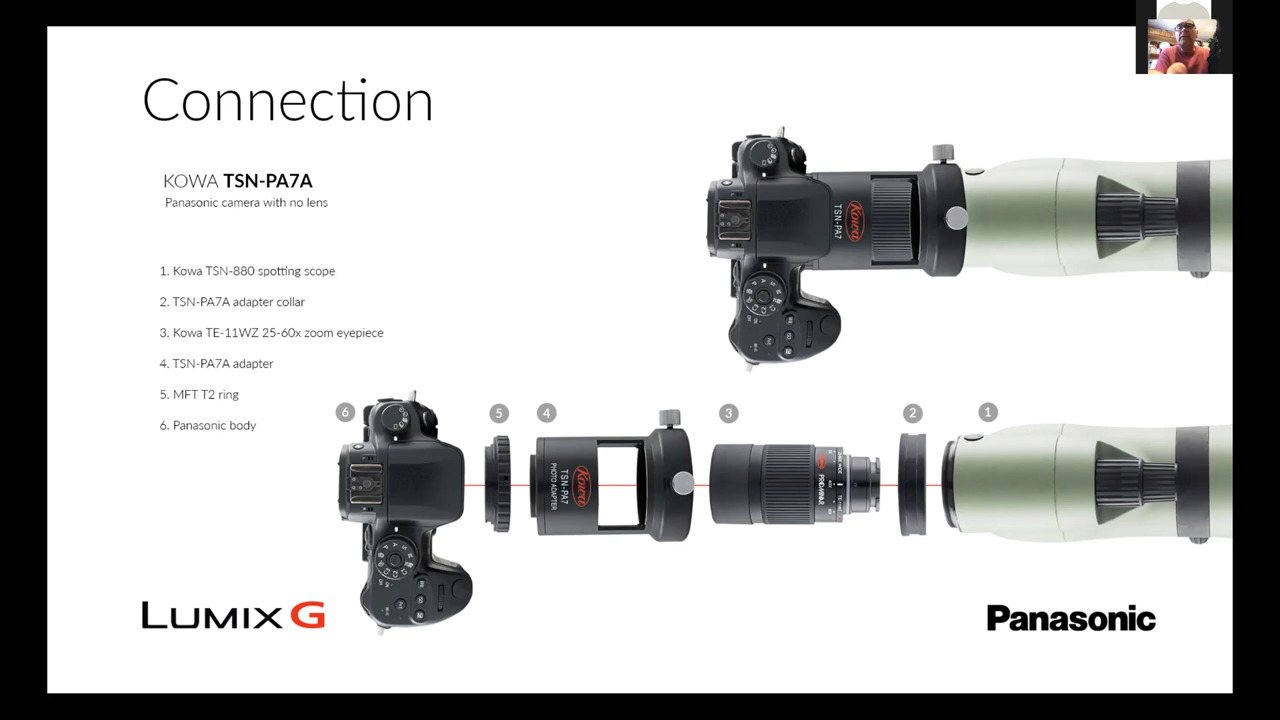 Connection
KOWA TSN-PA7A
Panasonic camera with no lens
1. Kowa TSN-880 spotting scope
2. TSN-PA7A adapter collar
3. Kowa TE-11WZ 25-60x zoom eyepiece
4. TSN-PA7A adapter
5. MFT T2 ring
6. Panasonic body
Kowa
TSN-PA7
6
5
4
3
2
1
Kowa
TSN-PA7
PHOTO ADAPTER
PROMINAR
LUMIX G
Panasonic